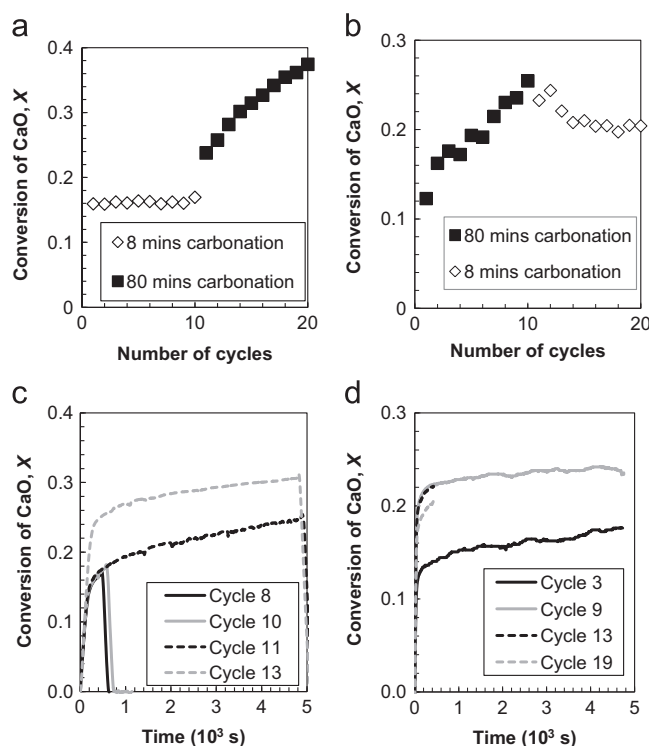 a
Conversion of CaO, X
0.4
0.3
0.2
0.1
0
0
10
20
Number of cycles
8 mins carbonation
80 mins carbonation
b
Conversion of CaO, X
0.3
0.2
0.1
0
0
10
20
Number of cycles
80 mins carbonation
8 mins carbonation
c
Conversion of CaO, X
0.4
0.3
0.2
0.1
0.0
0
1
2
3
4
5
Time (10³ s)
Cycle 8
Cycle 10
Cycle 11
Cycle 13
d
Conversion of CaO, X
0.3
0.2
0.1
0.0
0
1
2
3
4
5
Time (10³ s)
Cycle 3
Cycle 9
Cycle 13
Cycle 19